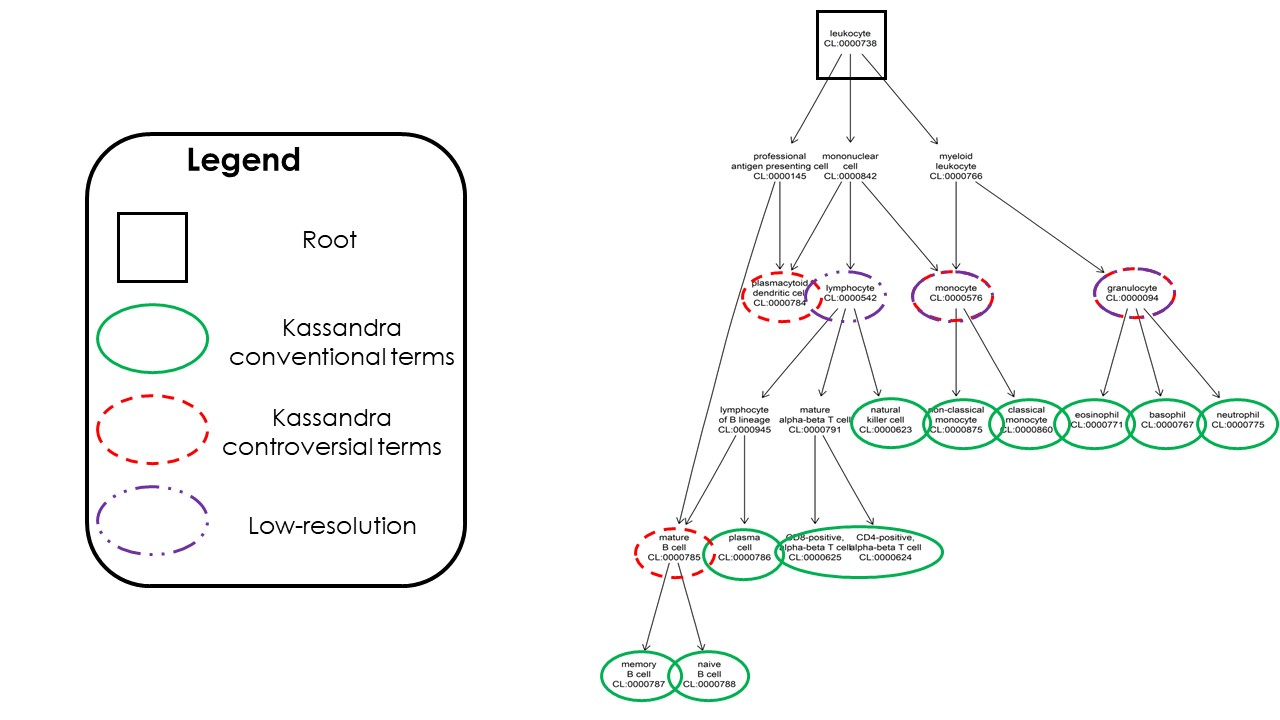 Legend
Root
Kassandra
conventional terms
Kassandra
controversial terms
Low-resolution
leukocyte
CL:0000738
professional
antigen presenting cell
CL:0000145
mononuclear
cell
CL:0000842
myeloid
leukocyte
CL:0000766
plasmacytoid
dendritic cell
CL:0000784
lymphocyte
CL:0000542
monocyte
CL:0000576
granulocyte
CL:0000094
lymphocyte
of B lineage
CL:0000945
mature
alpha-beta T cell
CL:0000791
natural
killer cell
CL:0000623
non-classical
monocyte
CL:0000875
classical
monocyte
CL:0000860
eosinophil
CL:0000771
basophil
CL:0000767
neutrophil
CL:0000775
mature
B cell
CL:0000785
plasma
cell
CL:0000786
CD8-positive,
alpha-beta T cell
CL:0000625
CD4-positive,
alpha-beta T cell
CL:0000624
memory
B cell
CL:0000787
naive
B cell
CL:0000788